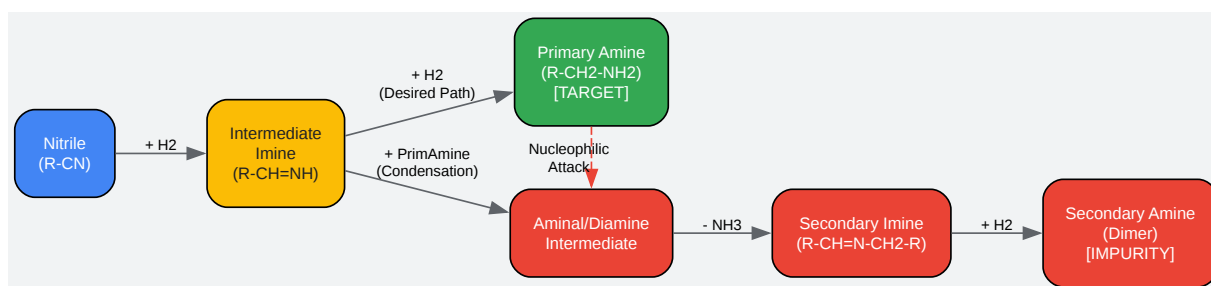 Nitrile
(R-CN)
+ H2
Intermediate
Imine
(R-CH=NH)
+ H2
(Desired Path)
+ PrimAmine
(Condensation)
Primary Amine
(R-CH2-NH2)
[TARGET]
Nucleophilic
Attack
Aminal/Diamine
Intermediate
- NH3
Secondary Imine
(R-CH=N-CH2-R)
+ H2
Secondary Amine
(Dimer)
[IMPURITY]